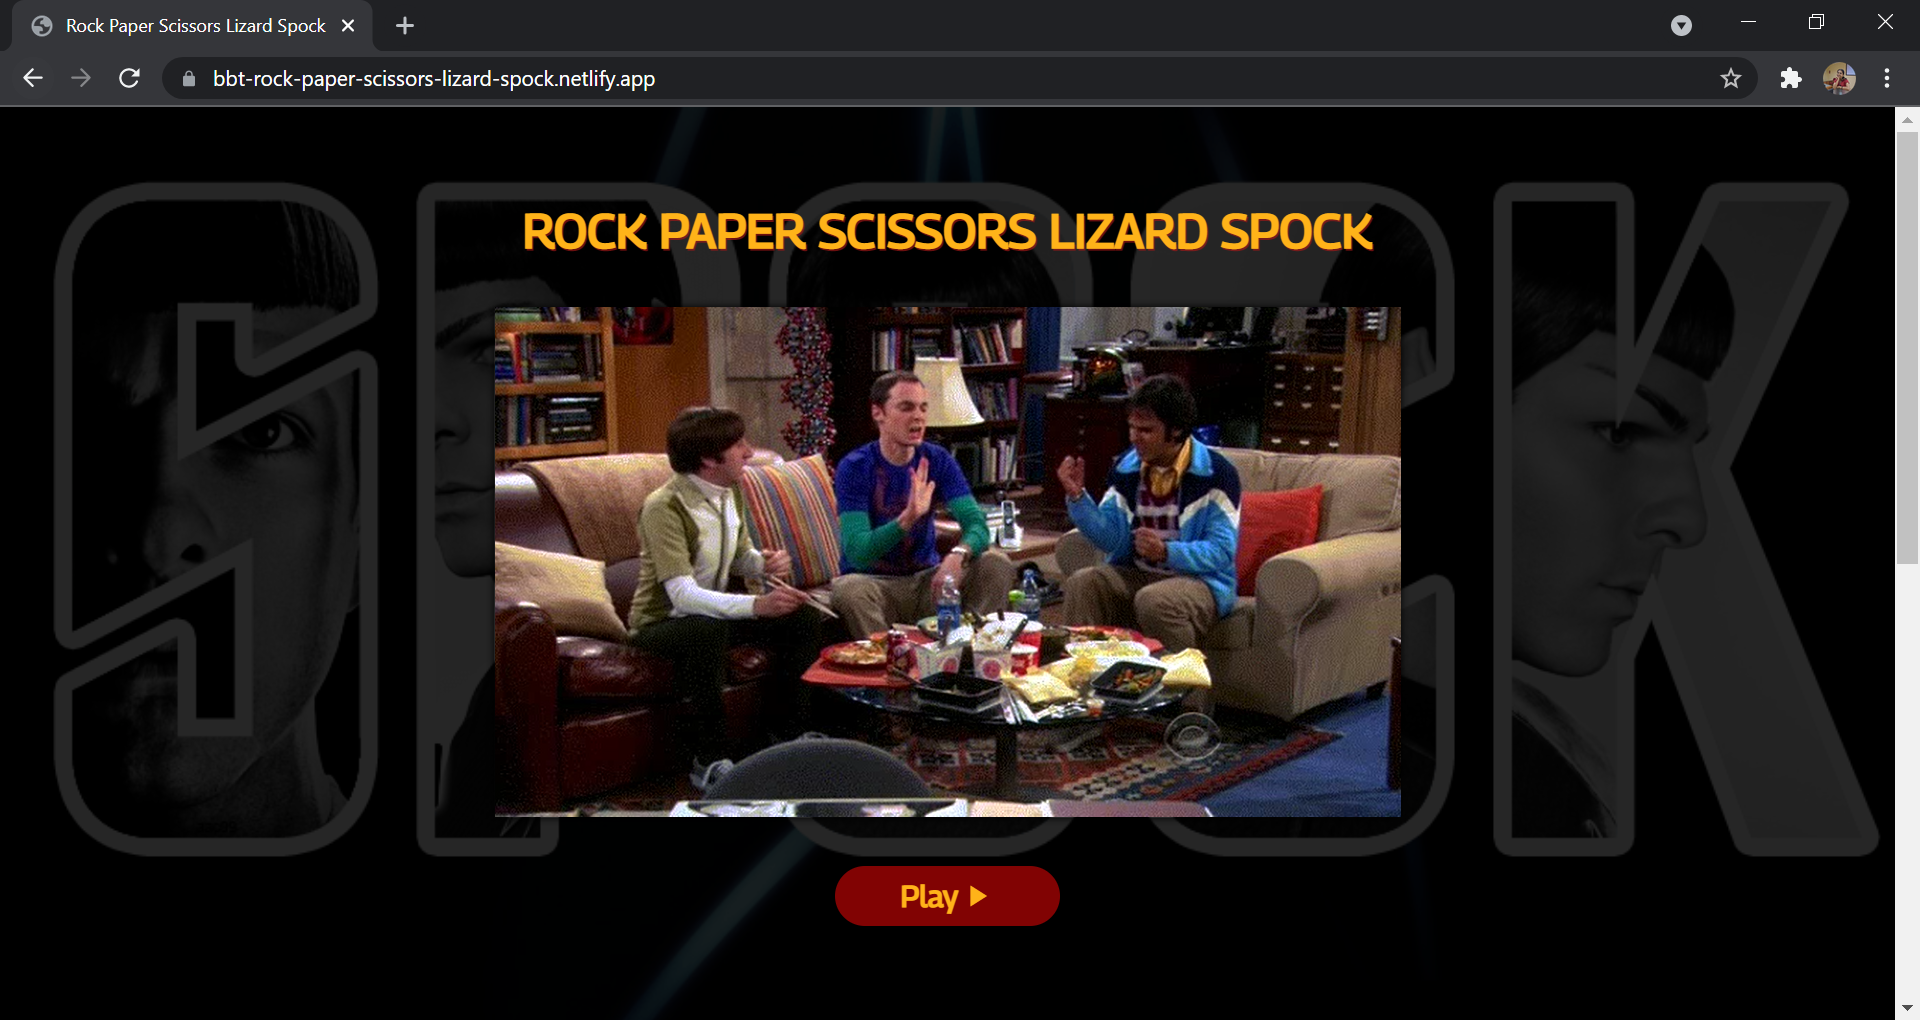 Rock Paper Scissors Lizard Spock
bbt-rock-paper-scissors-lizard-spock.netlify.app
SPOCK
ROCK PAPER SCISSORS LIZARD SPOCK
Play